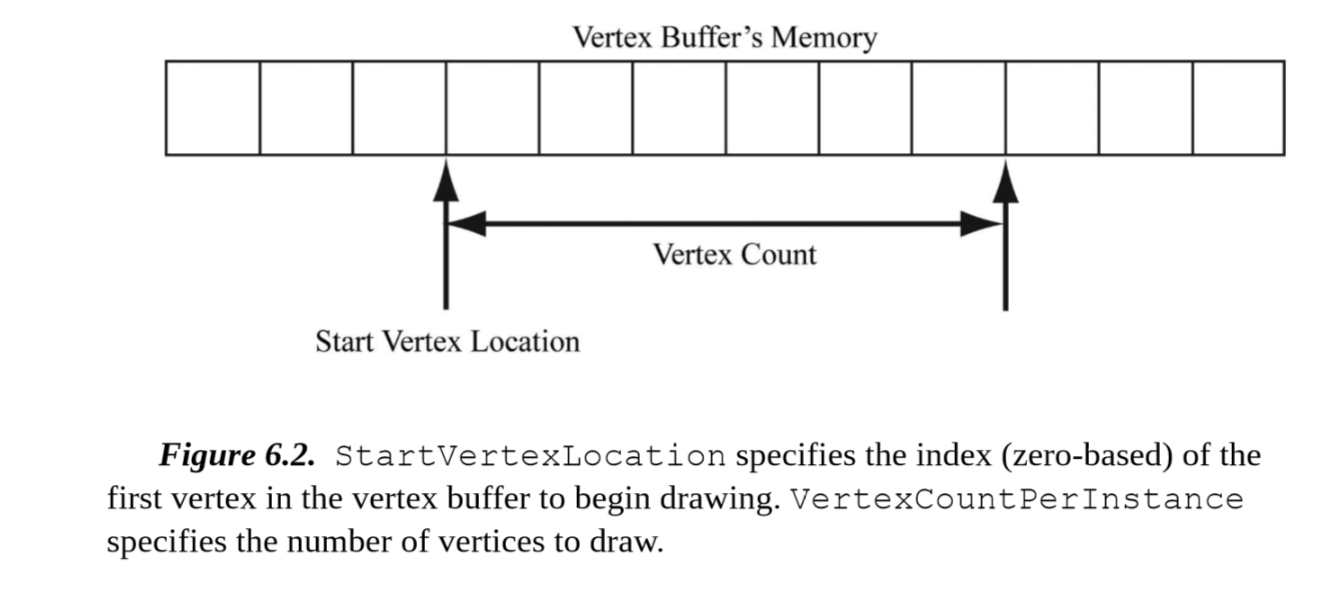 Vertex Buffer’s Memory
Vertex Count
Start Vertex Location
Figure 6.2. StartVertexLocation specifies the index (zero-based) of the
first vertex in the vertex buffer to begin drawing. VertexCountPerInstance
specifies the number of vertices to draw.